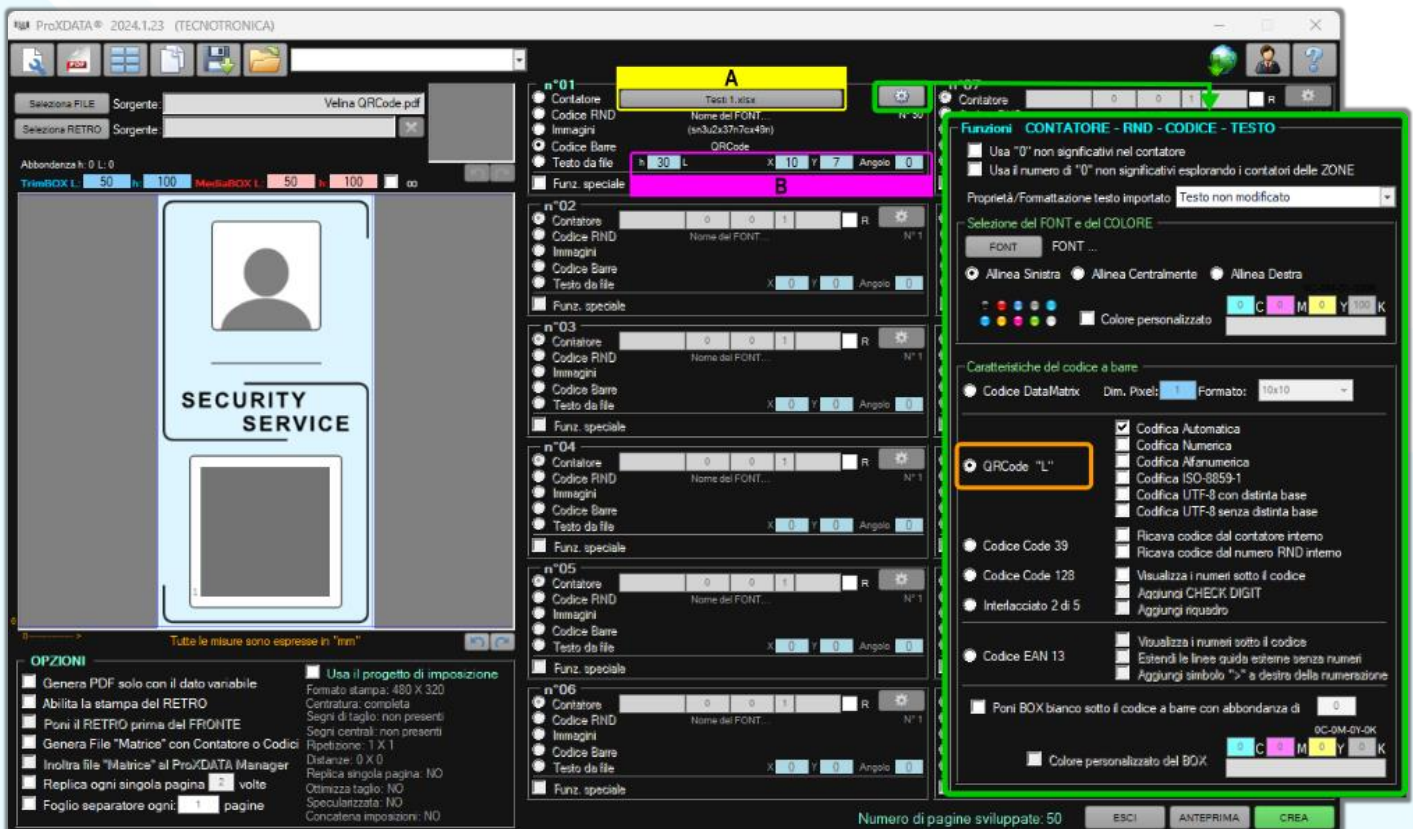 ProXDATA® 2024.1.23 (TECNOTRONICA)
Seleziona FILE Sorgente: Velina QRCode.pdf
Seleziona RETRO Sorgente:
Abbondanza h: 0 L: 0
TrimBOX L: 50 h: 100 MediaBOX L: 50 h: 100 ∞
SECURITY
SERVICE
1
0
0-------------->
Tutte le misure sono espresse in "mm"
OPZIONI
Genera PDF solo con il dato variabile
Abilita la stampa del RETRO
Poni il RETRO prima del FRONTE
Genera File "Matrice" con Contatore o Codici
Inoltra file "Matrice" al ProXDATA Manager
Replica ogni singola pagina 2 volte
Foglio separatore ogni: 1 pagine
Usa il progetto di imposizione
Formato stampa: 480 X 320
Centratura: completa
Segni di taglio: non presenti
Segni centrali: non presenti
Ripetizione: 1 X 1
Distanze: 0 X 0
Replica singola pagina: NO
Ottimizza taglio: NO
Specularizzata: NO
Concatena imposizioni: NO
n°01
A
Contatore Testi 1.xlsx
Codice RND Nome del FONT... N° 50
Immagini (sn3u2x37n7cx49n)
Codice Barre QRCode
Testo da file h 30 L X 10 Y 7 Angolo 0
Funz. speciale B
n°02
Contatore 0 0 1 R
Codice RND Nome del FONT... N° 1
Immagini
Codice Barre
Testo da file X 0 Y 0 Angolo 0
Funz. speciale
n°03
Contatore 0 0 1 R
Codice RND Nome del FONT... N° 1
Immagini
Codice Barre
Testo da file X 0 Y 0 Angolo 0
Funz. speciale
n°04
Contatore 0 0 1 R
Codice RND Nome del FONT... N° 1
Immagini
Codice Barre
Testo da file X 0 Y 0 Angolo 0
Funz. speciale
n°05
Contatore 0 0 1 R
Codice RND Nome del FONT... N° 1
Immagini
Codice Barre
Testo da file X 0 Y 0 Angolo 0
Funz. speciale
n°06
Contatore 0 0 1 R
Codice RND Nome del FONT... N° 1
Immagini
Codice Barre
Testo da file X 0 Y 0 Angolo 0
Funz. speciale
Contatore 0 0 1 R
Funzioni CONTATORE - RND - CODICE - TESTO
Usa "0" non significativi nel contatore
Usa il numero di "0" non significativi esplorando i contatori delle ZONE
Proprietà/Formattazione testo importato Testo non modificato
Selezione del FONT e del COLORE
FONT FONT ...
Allinea Sinistra Allinea Centralmente Allinea Destra
Colore personalizzato 0 C 0 M 0 Y 100 K
Caratteristiche del codice a barre
Codice DataMatrix Dim. Pixel: 1 Formato: 10x10
QRCode "L"
Codifica Automatica
Codifica Numerica
Codifica Alfanumerica
Codifica ISO-8859-1
Codifica UTF-8 con distinta base
Codifica UTF-8 senza distinta base
Codice Code 39
Ricava codice dal contatore interno
Ricava codice dal numero RND interno
Codice Code 128
Visualizza i numeri sotto il codice
Aggiungi CHECK DIGIT
Interlacciato 2 di 5
Aggiungi riquadro
Codice EAN 13
Visualizza i numeri sotto il codice
Estendi le linee guida esterne senza numeri
Aggiungi simbolo ">" a destra della numerazione
Poni BOX bianco sotto il codice a barre con abbondanza di 0
0C-0M-0Y-0K
Colore personalizzato del BOX 0 C 0 M 0 Y 0 K
Numero di pagine sviluppate: 50 ESCI ANTEPRIMA CREA